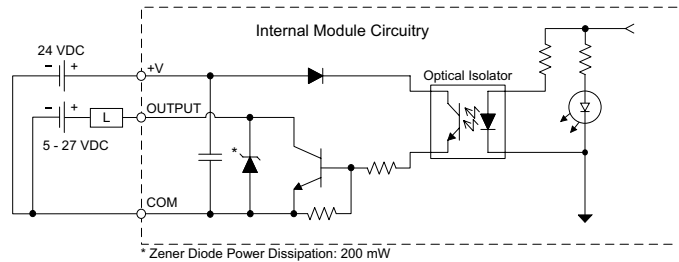 Internal Module Circuitry
24 VDC
− +
+V
Optical Isolator
− +
L
OUTPUT
5 - 27 VDC
*
COM
* Zener Diode Power Dissipation: 200 mW